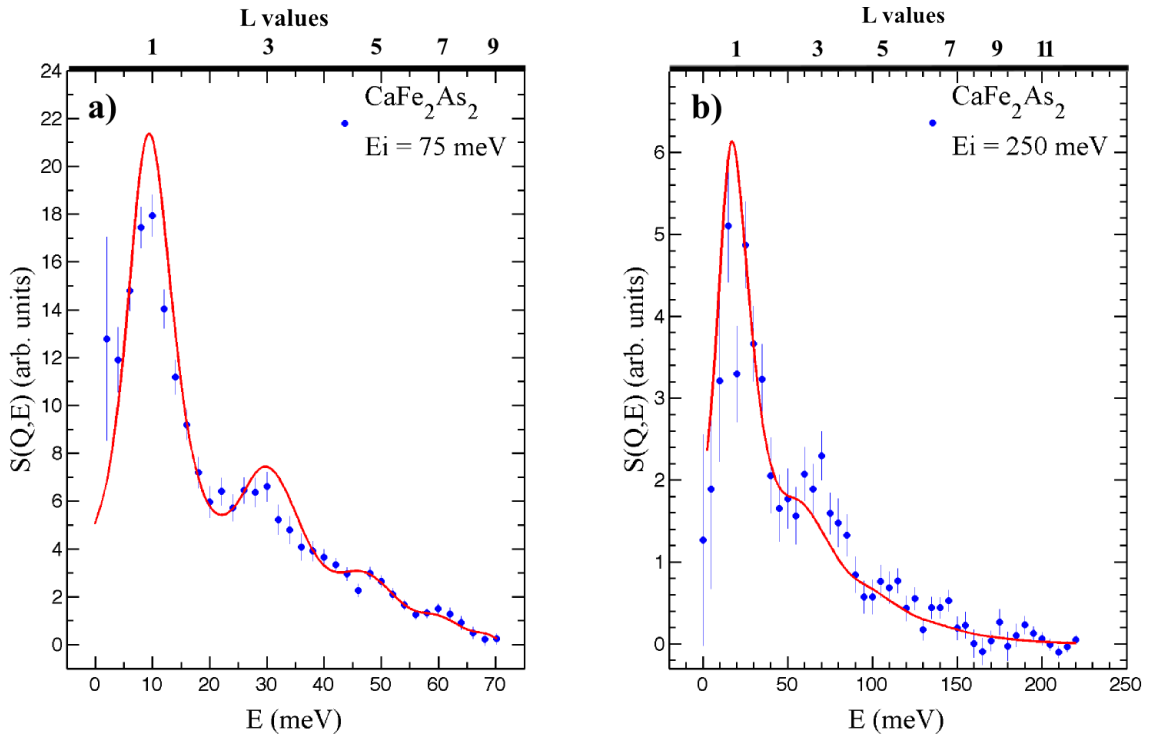 L values
1 3 5 7 9
24
22
20
18
16
14
12
10
8
6
4
2
0
S(Q,E) (arb. units)
a)
CaFe2As2
Ei = 75 meV
0 10 20 30 40 50 60 70
E (meV)
L values
1 3 5 7 9 11
6
5
4
3
2
1
0
S(Q,E) (arb. units)
b)
CaFe2As2
Ei = 250 meV
0 50 100 150 200 250
E (meV)